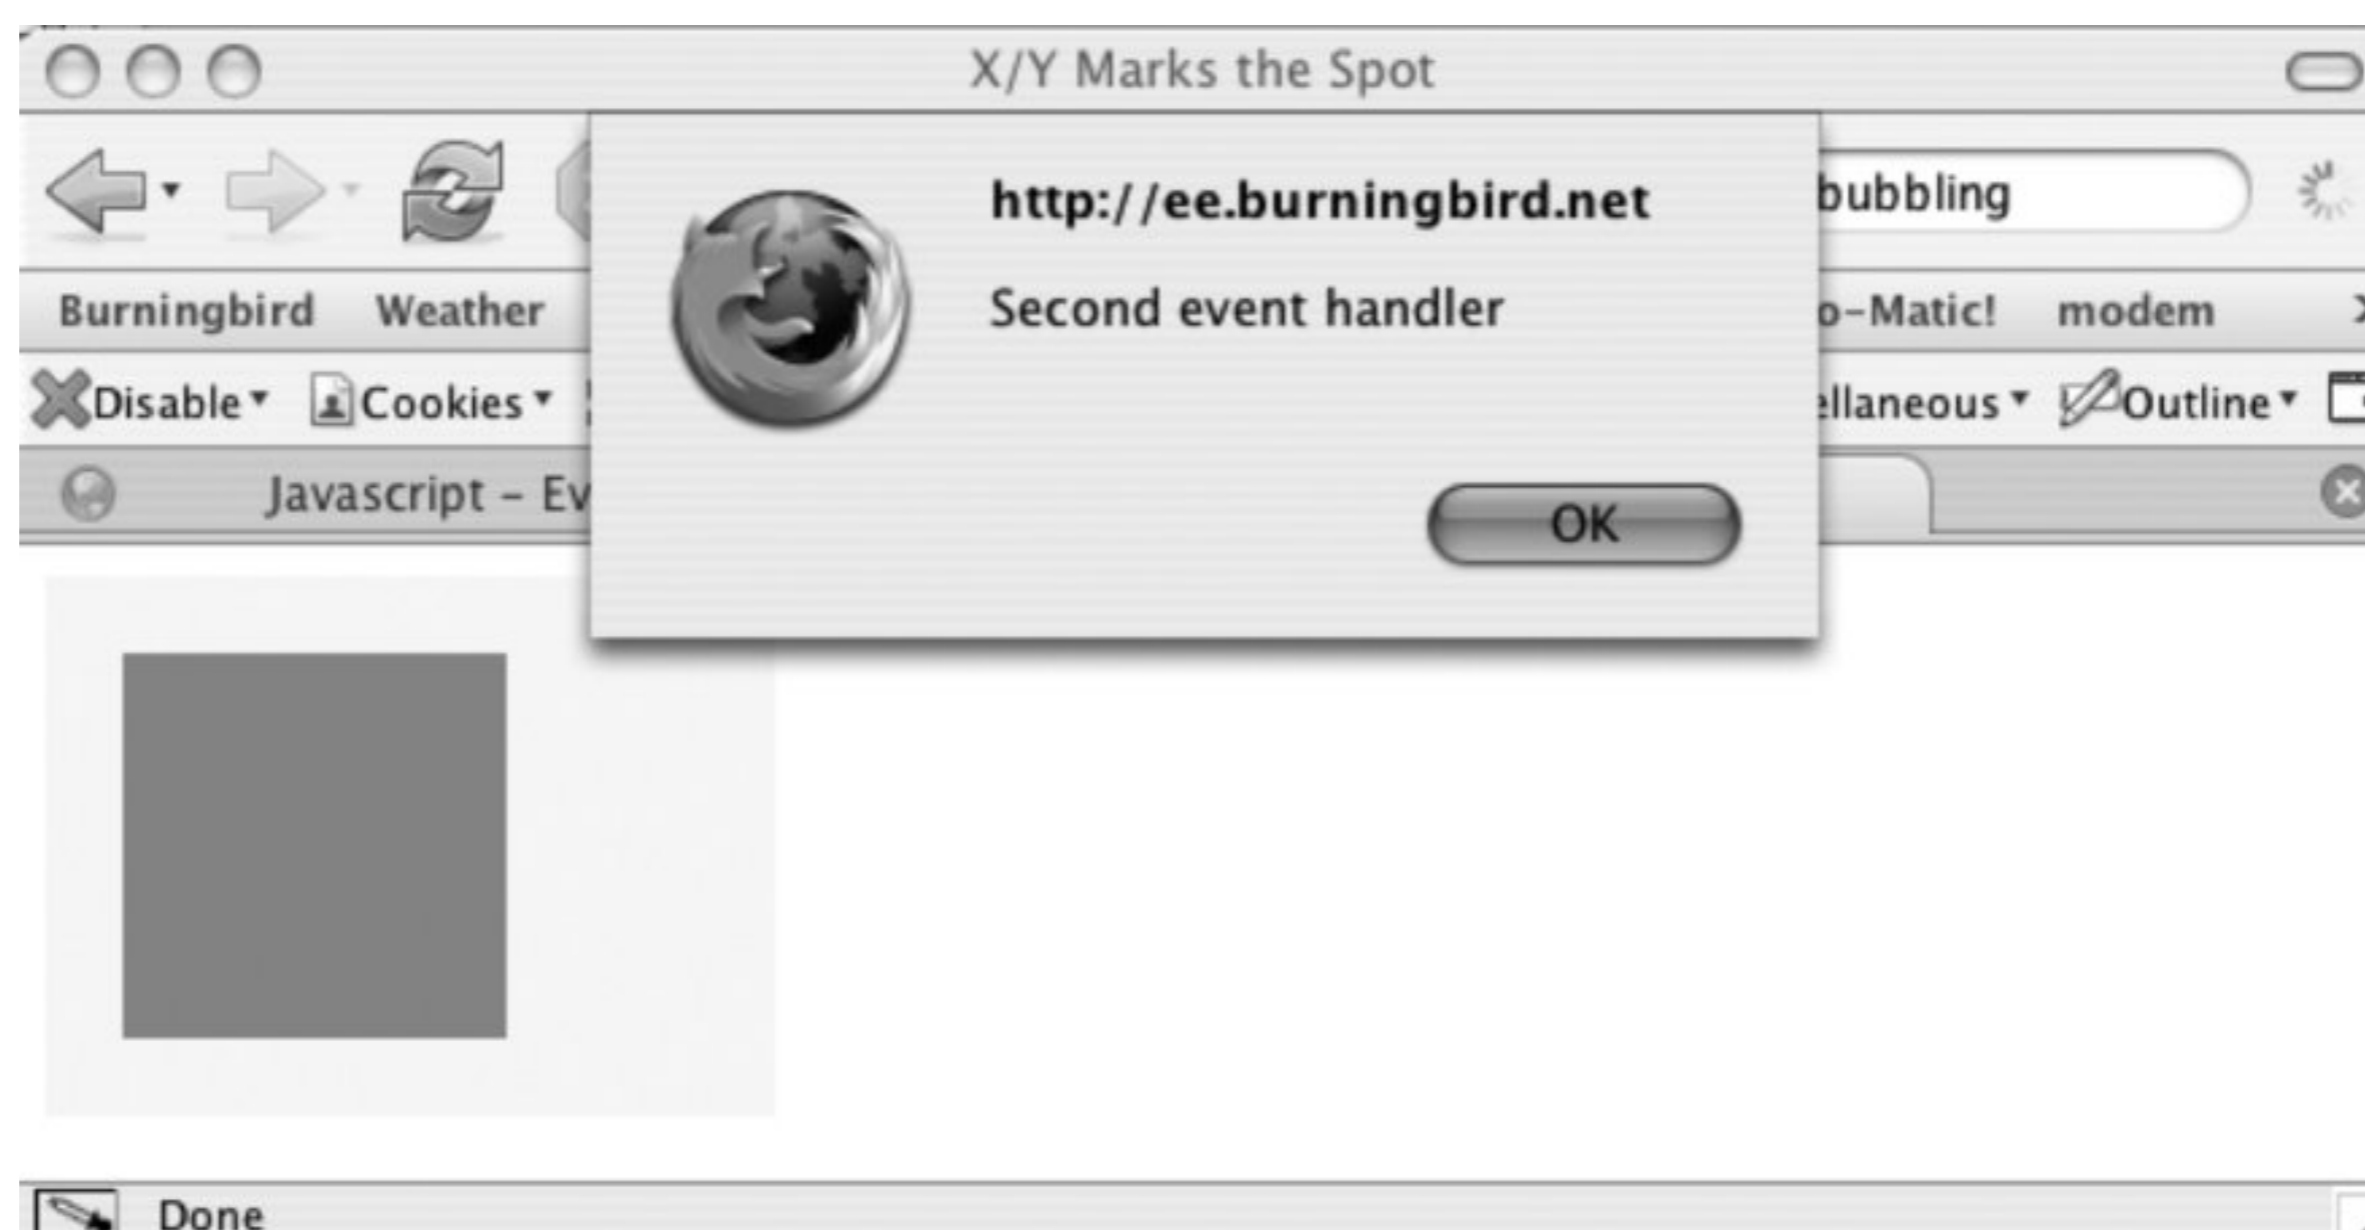 X/Y Marks the Spot
http://ee.burningbird.net
bubbling
Burningbird Weather
Second event handler
o-Matic! modem
Disable Cookies
ellaneous Outline
Javascript – Ev
OK
Done